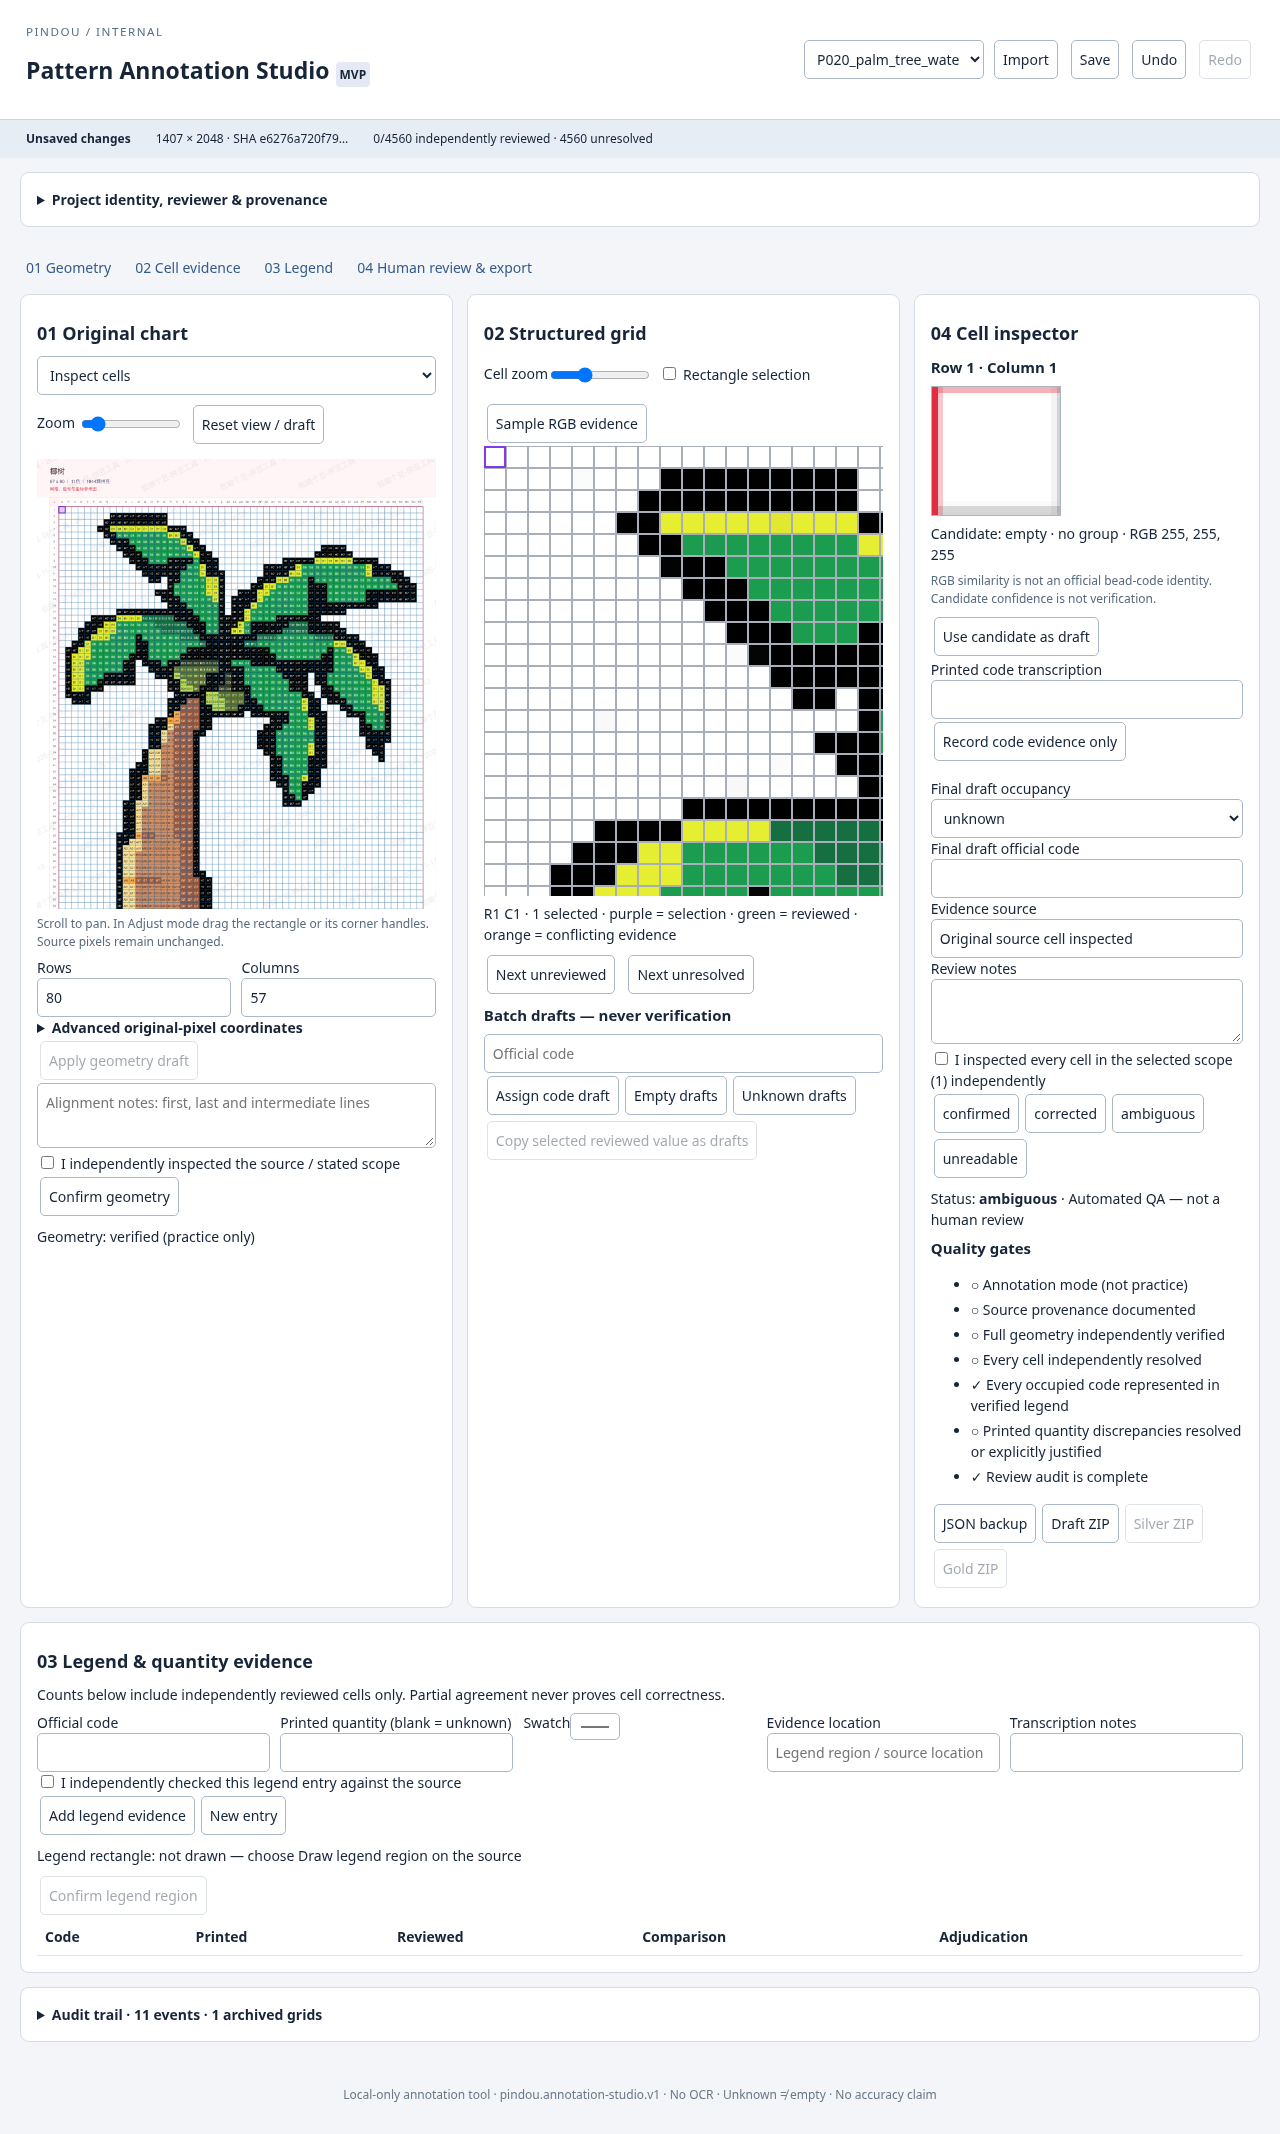 PINDOU / INTERNAL
Pattern Annotation Studio MVP
P020_palm_tree_wate
Import
Save
Undo
Redo
Unsaved changes 1407 × 2048 · SHA e6276a720f79… 0/4560 independently reviewed · 4560 unresolved
▶ Project identity, reviewer & provenance
01 Geometry 02 Cell evidence 03 Legend 04 Human review & export
01 Original chart
Inspect cells
Zoom
Reset view / draft
椰树
Scroll to pan. In Adjust mode drag the rectangle or its corner handles.
Source pixels remain unchanged.
Rows Columns
80 57
▶ Advanced original-pixel coordinates
Apply geometry draft
Alignment notes: first, last and intermediate lines
I independently inspected the source / stated scope
Confirm geometry
Geometry: verified (practice only)
02 Structured grid
Cell zoom Rectangle selection
Sample RGB evidence
R1 C1 · 1 selected · purple = selection · green = reviewed ·
orange = conflicting evidence
Next unreviewed Next unresolved
Batch drafts — never verification
Official code
Assign code draft Empty drafts Unknown drafts
Copy selected reviewed value as drafts
04 Cell inspector
Row 1 · Column 1
Candidate: empty · no group · RGB 255, 255,
255
RGB similarity is not an official bead-code identity.
Candidate confidence is not verification.
Use candidate as draft
Printed code transcription
Record code evidence only
Final draft occupancy
unknown
Final draft official code
Evidence source
Original source cell inspected
Review notes
I inspected every cell in the selected scope
(1) independently
confirmed corrected ambiguous
unreadable
Status: ambiguous · Automated QA — not a
human review
Quality gates
• ○ Annotation mode (not practice)
• ○ Source provenance documented
• ○ Full geometry independently verified
• ○ Every cell independently resolved
• ✓ Every occupied code represented in
verified legend
• ○ Printed quantity discrepancies resolved
or explicitly justified
• ✓ Review audit is complete
JSON backup Draft ZIP Silver ZIP
Gold ZIP
03 Legend & quantity evidence
Counts below include independently reviewed cells only. Partial agreement never proves cell correctness.
Official code Printed quantity (blank = unknown) Swatch Evidence location Transcription notes
Legend region / source location
I independently checked this legend entry against the source
Add legend evidence New entry
Legend rectangle: not drawn — choose Draw legend region on the source
Confirm legend region
Code Printed Reviewed Comparison Adjudication
▶ Audit trail · 11 events · 1 archived grids
Local-only annotation tool · pindou.annotation-studio.v1 · No OCR · Unknown ≠ empty · No accuracy claim